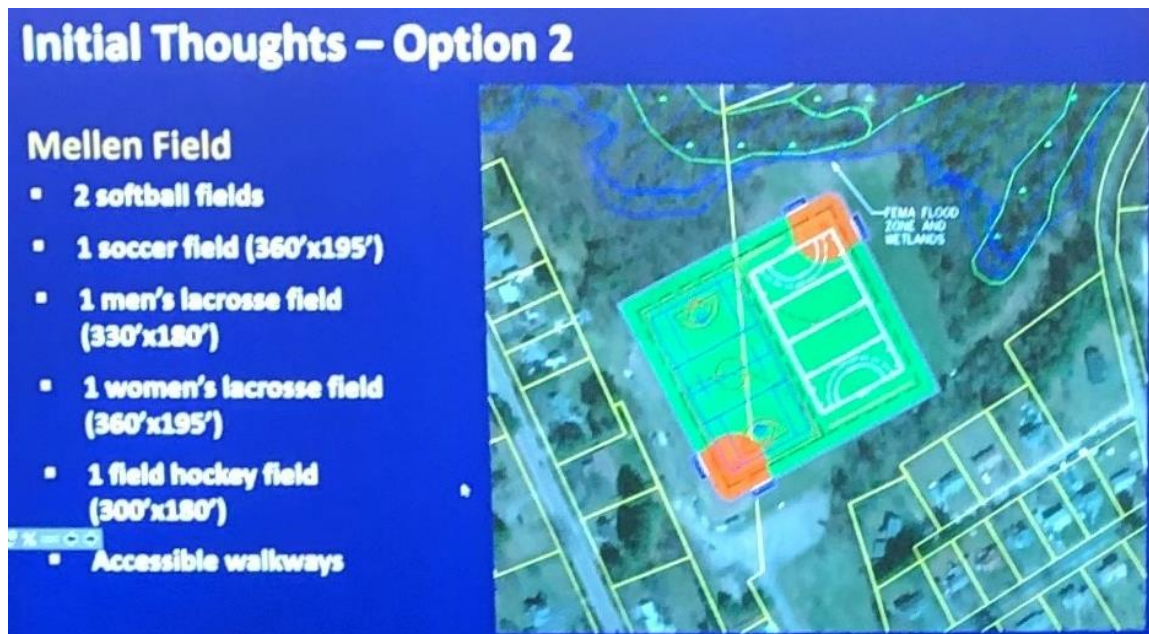 Initial Thoughts – Option 2
Mellen Field
▪ 2 softball fields
▪ 1 soccer field (360'x195')
▪ 1 men's lacrosse field
(330'x180')
▪ 1 women's lacrosse field
(360'x195')
▪ 1 field hockey field
(300'x180')
▪ Accessible walkways
FEMA FLOOD
ZONE AND
WETLANDS